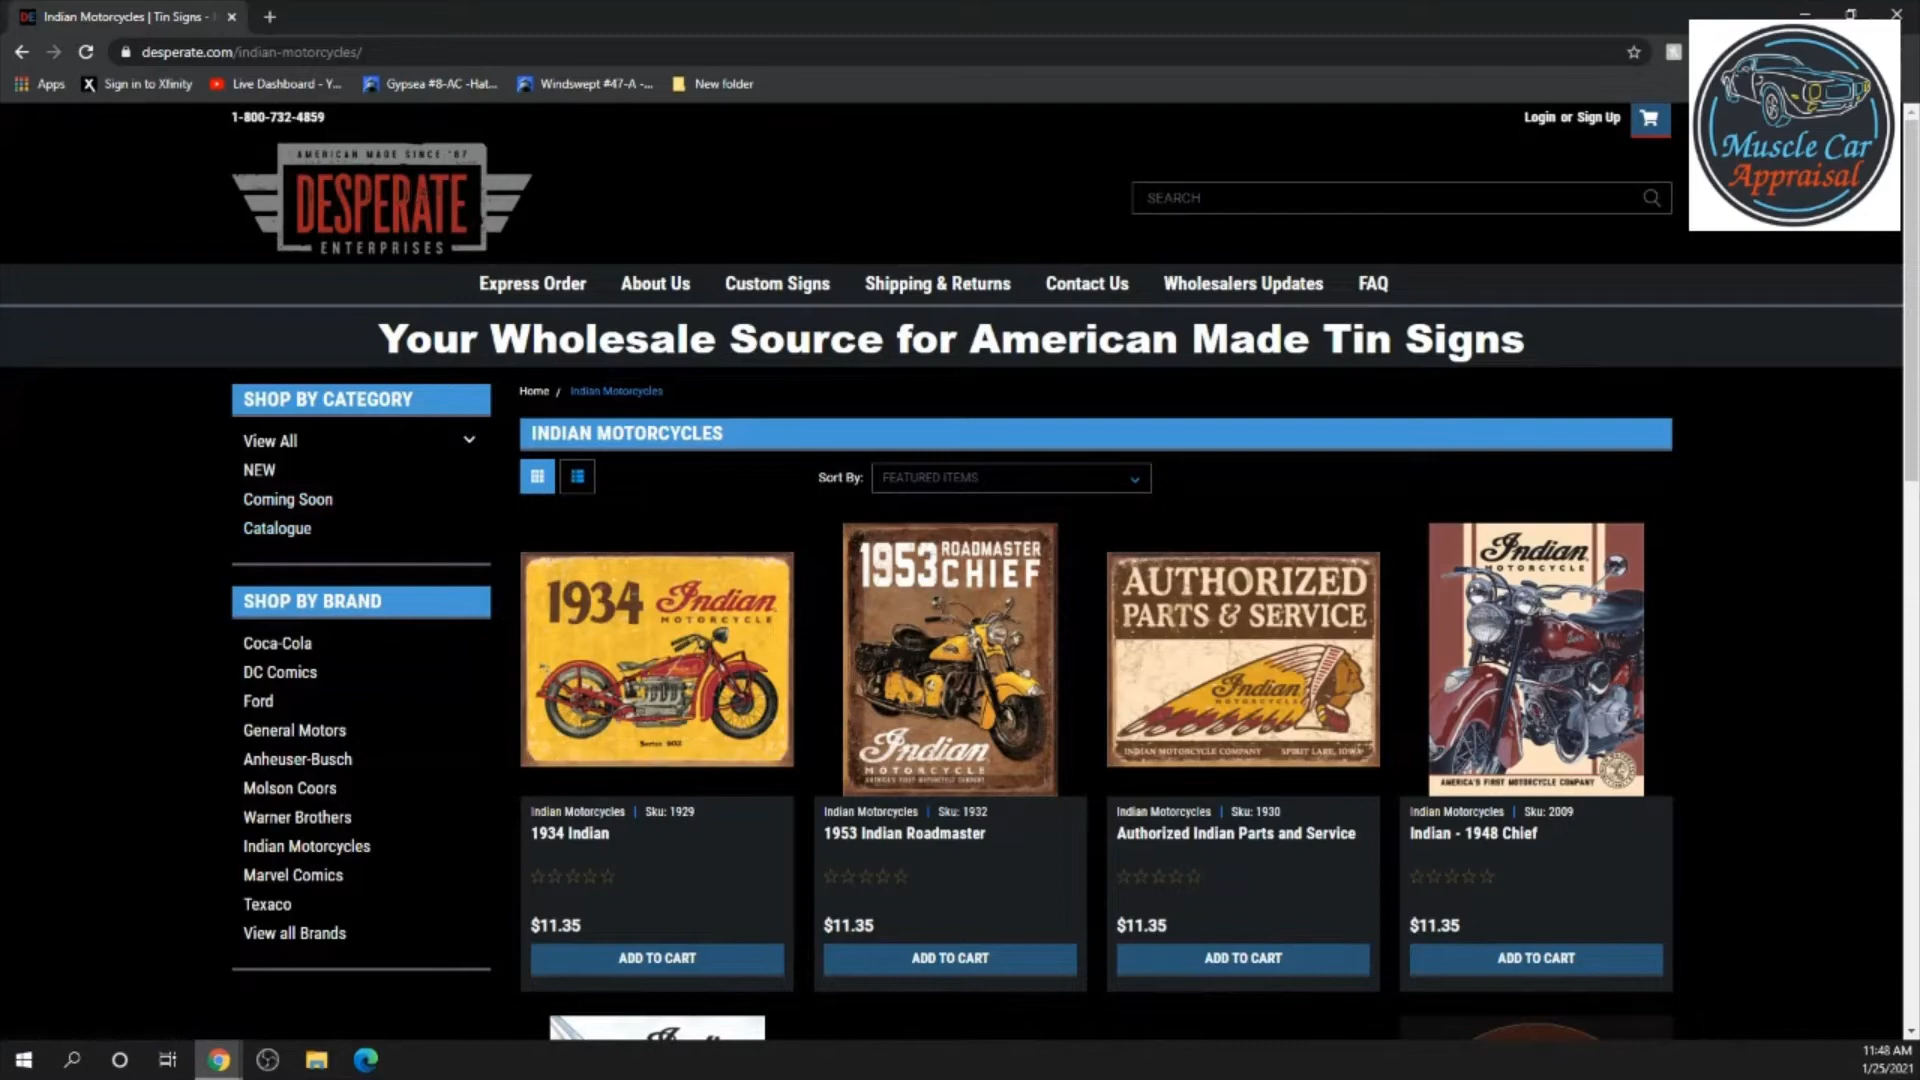 Indian Motorcycles | Tin Signs -
desperate.com/indian-motorcycles/
Apps
Sign in to Xfinity
Live Dashboard - Y...
Gypsea #8-AC -Hat...
Windswept #47-A -...
New folder
Muscle Car
Appraisal
1-800-732-4859
Login or Sign Up
AMERICAN MADE SINCE '87
DESPERATE
ENTERPRISES
SEARCH
Express Order
About Us
Custom Signs
Shipping & Returns
Contact Us
Wholesalers Updates
FAQ
Your Wholesale Source for American Made Tin Signs
SHOP BY CATEGORY
View All
NEW
Coming Soon
Catalogue
SHOP BY BRAND
Coca-Cola
DC Comics
Ford
General Motors
Anheuser-Busch
Molson Coors
Warner Brothers
Indian Motorcycles
Marvel Comics
Texaco
View all Brands
Home / Indian Motorcycles
INDIAN MOTORCYCLES
Sort By: FEATURED ITEMS
1934 Indian
MOTORCYCLE
Indian Motorcycles | Sku: 1929
1934 Indian
$11.35
ADD TO CART
1953 ROADMASTER
CHIEF
Indian
MOTORCYCLE
AMERICA'S FIRST MOTORCYCLE COMPANY
Indian Motorcycles | Sku: 1932
1953 Indian Roadmaster
$11.35
ADD TO CART
AUTHORIZED
PARTS & SERVICE
Indian
MOTORCYCLE
INDIAN MOTORCYCLE COMPANY SPIRIT LAKE, IOWA
Indian Motorcycles | Sku: 1930
Authorized Indian Parts and Service
$11.35
ADD TO CART
Indian
MOTORCYCLE
Indian
AMERICA'S FIRST MOTORCYCLE COMPANY
Indian Motorcycles | Sku: 2009
Indian - 1948 Chief
$11.35
ADD TO CART
11:48 AM
1/25/2021